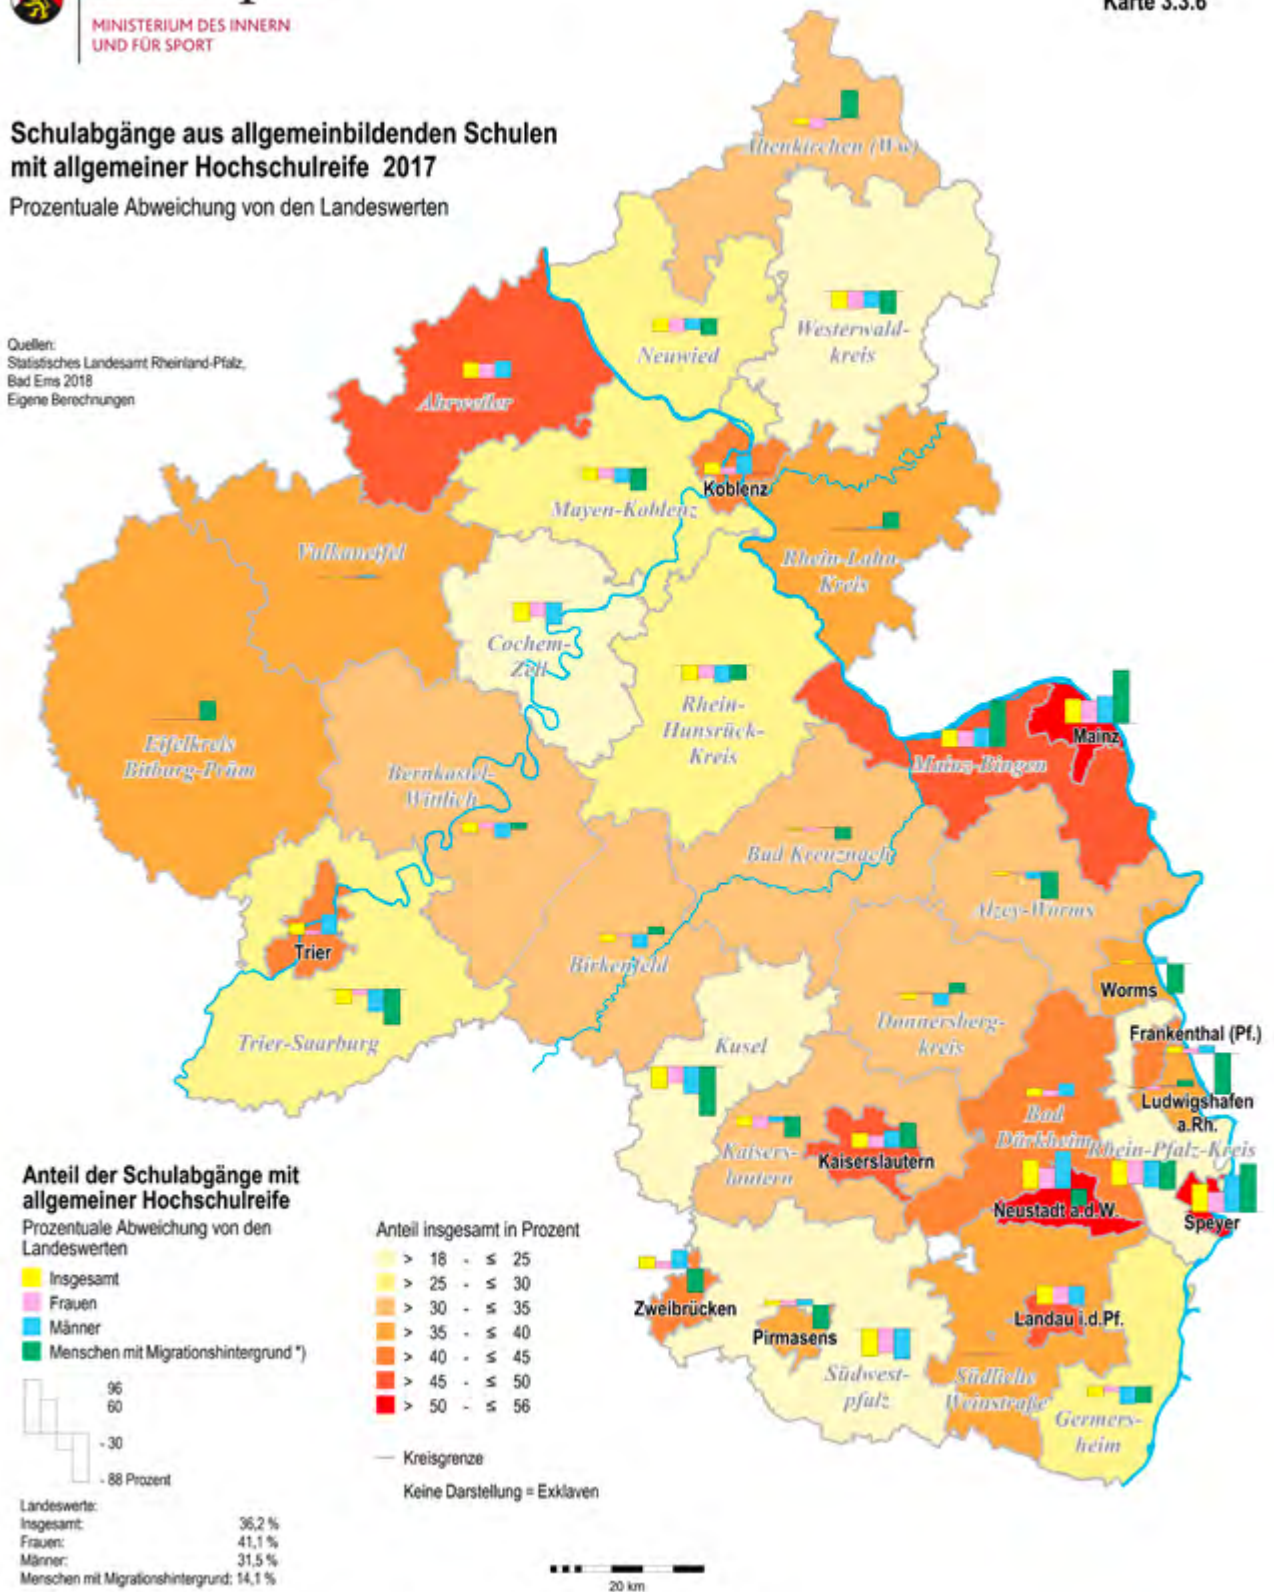 Karte 3.3.6
MINISTERIUM DES INNERN
UND FÜR SPORT
Schulabgänge aus allgemeinbildenden Schulen
mit allgemeiner Hochschulreife 2017
Prozentuale Abweichung von den Landeswerten
Quellen:
Statistisches Landesamt Rheinland-Pfalz,
Bad Ems 2018
Eigene Berechnungen
Altenkirchen (Ww)
Westerwald-
kreis
Neuwied
Ahrweiler
Mayen-Koblenz
Koblenz
Rhein-Lahn-
Kreis
Vulkaneifel
Cochem-
Zell
Rhein-
Hunsrück-
Kreis
Eifelkreis
Bitburg-Prüm
Bernkastel-
Wittlich
Mainz
Mainz-Bingen
Bad Kreuznach
Alzey-Worms
Trier
Birkenfeld
Worms
Trier-Saarburg
Donnersberg-
kreis
Kusel
Frankenthal (Pf.)
Ludwigshafen
a.Rh.
Bad
Dürkheim
Rhein-Pfalz-Kreis
Kaisers-
lautern
Kaiserslautern
Neustadt a.d.W.
Speyer
Zweibrücken
Pirmasens
Landau i.d.Pf.
Südwest-
pfalz
Südliche
Weinstraße
Germers-
heim
Anteil der Schulabgänge mit
allgemeiner Hochschulreife
Prozentuale Abweichung von den
Landeswerten
Insgesamt
Frauen
Männer
Menschen mit Migrationshintergrund *)
96
60
- 30
- 88 Prozent
Landeswerte:
Insgesamt: 36,2 %
Frauen: 41,1 %
Männer: 31,5 %
Menschen mit Migrationshintergrund: 14,1 %
Anteil insgesamt in Prozent
> 18 - ≤ 25
> 25 - ≤ 30
> 30 - ≤ 35
> 35 - ≤ 40
> 40 - ≤ 45
> 45 - ≤ 50
> 50 - ≤ 56
Kreisgrenze
Keine Darstellung = Exklaven
20 km